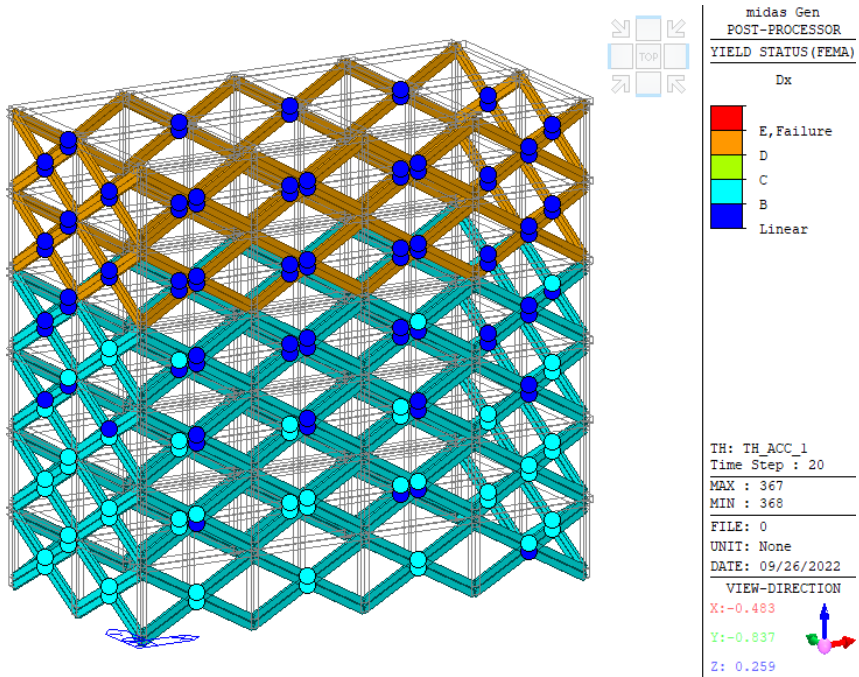 TOP
midas Gen
POST-PROCESSOR
YIELD STATUS(FEMA)
Dx
E,Failure
D
C
B
Linear
TH: TH_ACC_1
Time Step : 20
MAX : 367
MIN : 368
FILE: 0
UNIT: None
DATE: 09/26/2022
VIEW-DIRECTION
X:-0.483
Y:-0.837
Z: 0.259